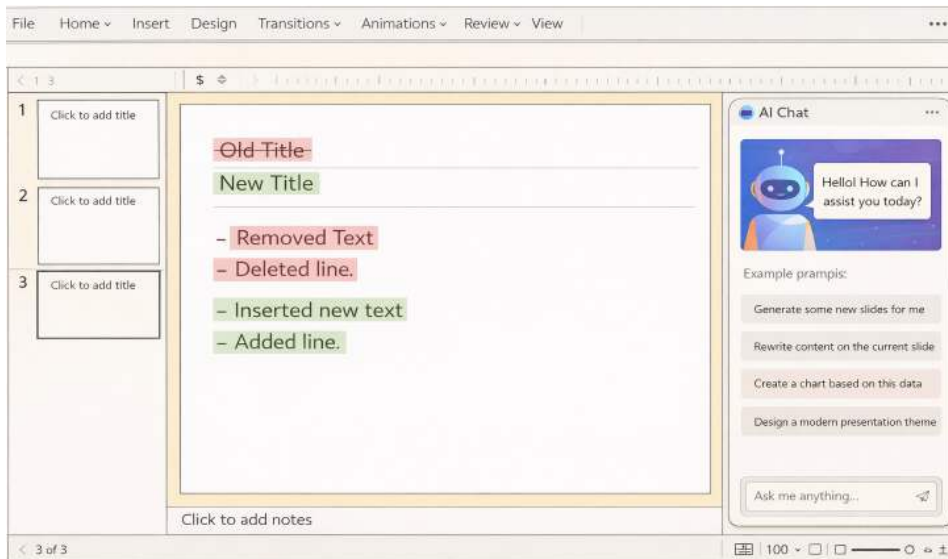 File Home Insert Design Transitions Animations Review View
1 3
$
1
Click to add title
2
Click to add title
3
Click to add title
Old Title
New Title
– Removed Text
– Deleted line.
– Inserted new text
– Added line.
Click to add notes
AI Chat
Hello! How can I
assist you today?
Example prampis:
Generate some new slides for me
Rewrite content on the current slide
Create a chart based on this data
Design a modern presentation theme
Ask me anything...
3 of 3
100